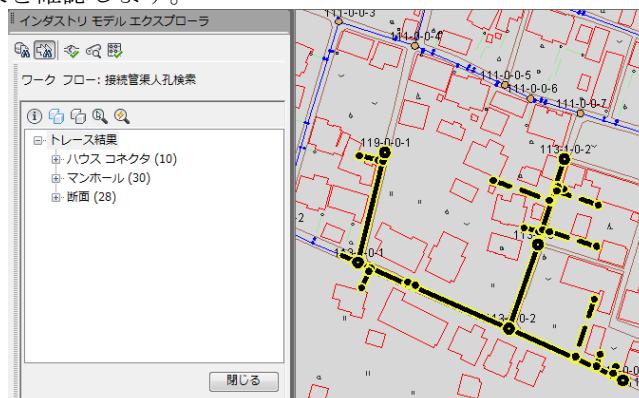 インダストリ モデル エクスプローラ
ワーク フロー: 接続管渠人孔検索
トレース結果
ハウス コネクタ (10)
マンホール (30)
断面 (28)
閉じる
111-0-0-3
111-0-0-4
111-0-0-5
111-0-0-6
111-0-0-7
119-0-0-1
113-1-0-2